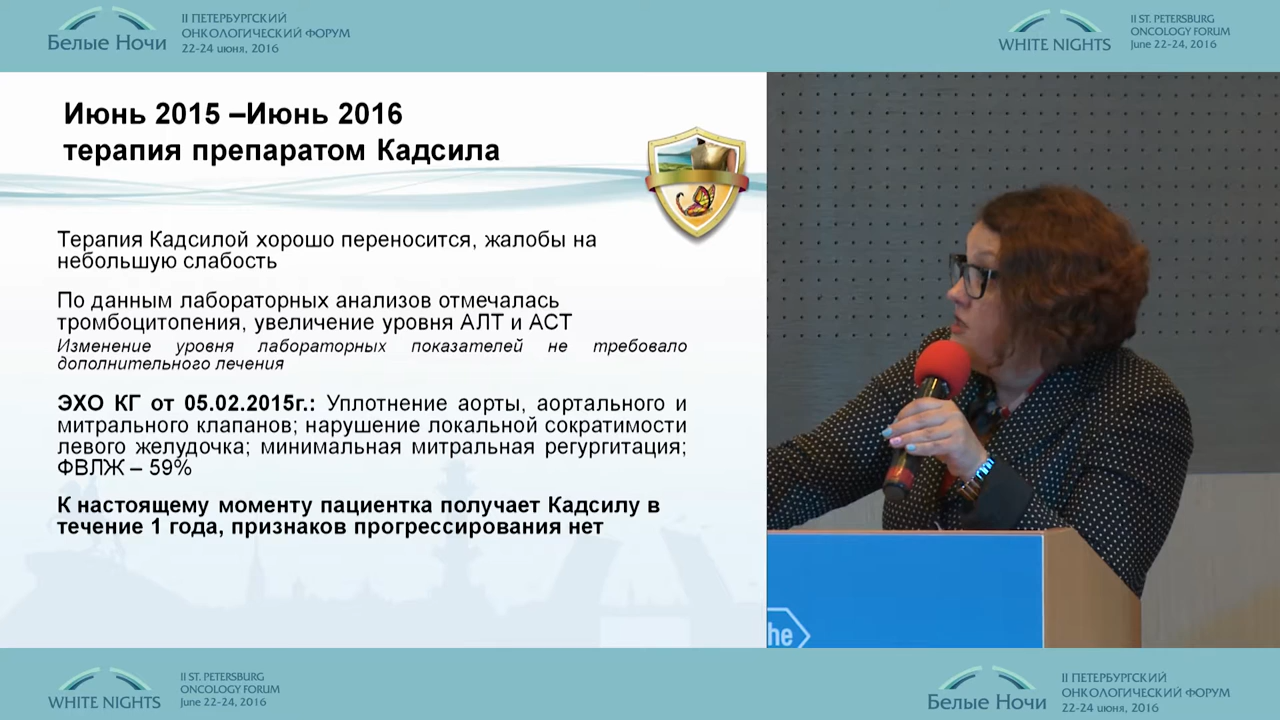 Белые Ночи
II ПЕТЕРБУРГСКИЙ
ОНКОЛОГИЧЕСКИЙ ФОРУМ
22-24 июня, 2016
WHITE NIGHTS
II ST. PETERSBURG
ONCOLOGY FORUM
June 22-24, 2016
Июнь 2015 –Июнь 2016
терапия препаратом Кадсила
Терапия Кадсилой хорошо переносится, жалобы на
небольшую слабость
По данным лабораторных анализов отмечалась
тромбоцитопения, увеличение уровня АЛТ и АСТ
Изменение уровня лабораторных показателей не требовало
дополнительного лечения
ЭХО КГ от 05.02.2015г.: Уплотнение аорты, аортального и
митрального клапанов; нарушение локальной сократимости
левого желудочка; минимальная митральная регургитация;
ФВЛЖ – 59%
К настоящему моменту пациентка получает Кадсилу в
течение 1 года, признаков прогрессирования нет
he
WHITE NIGHTS
II ST. PETERSBURG
ONCOLOGY FORUM
June 22-24, 2016
Белые Ночи
II ПЕТЕРБУРГСКИЙ
ОНКОЛОГИЧЕСКИЙ ФОРУМ
22-24 июня, 2016